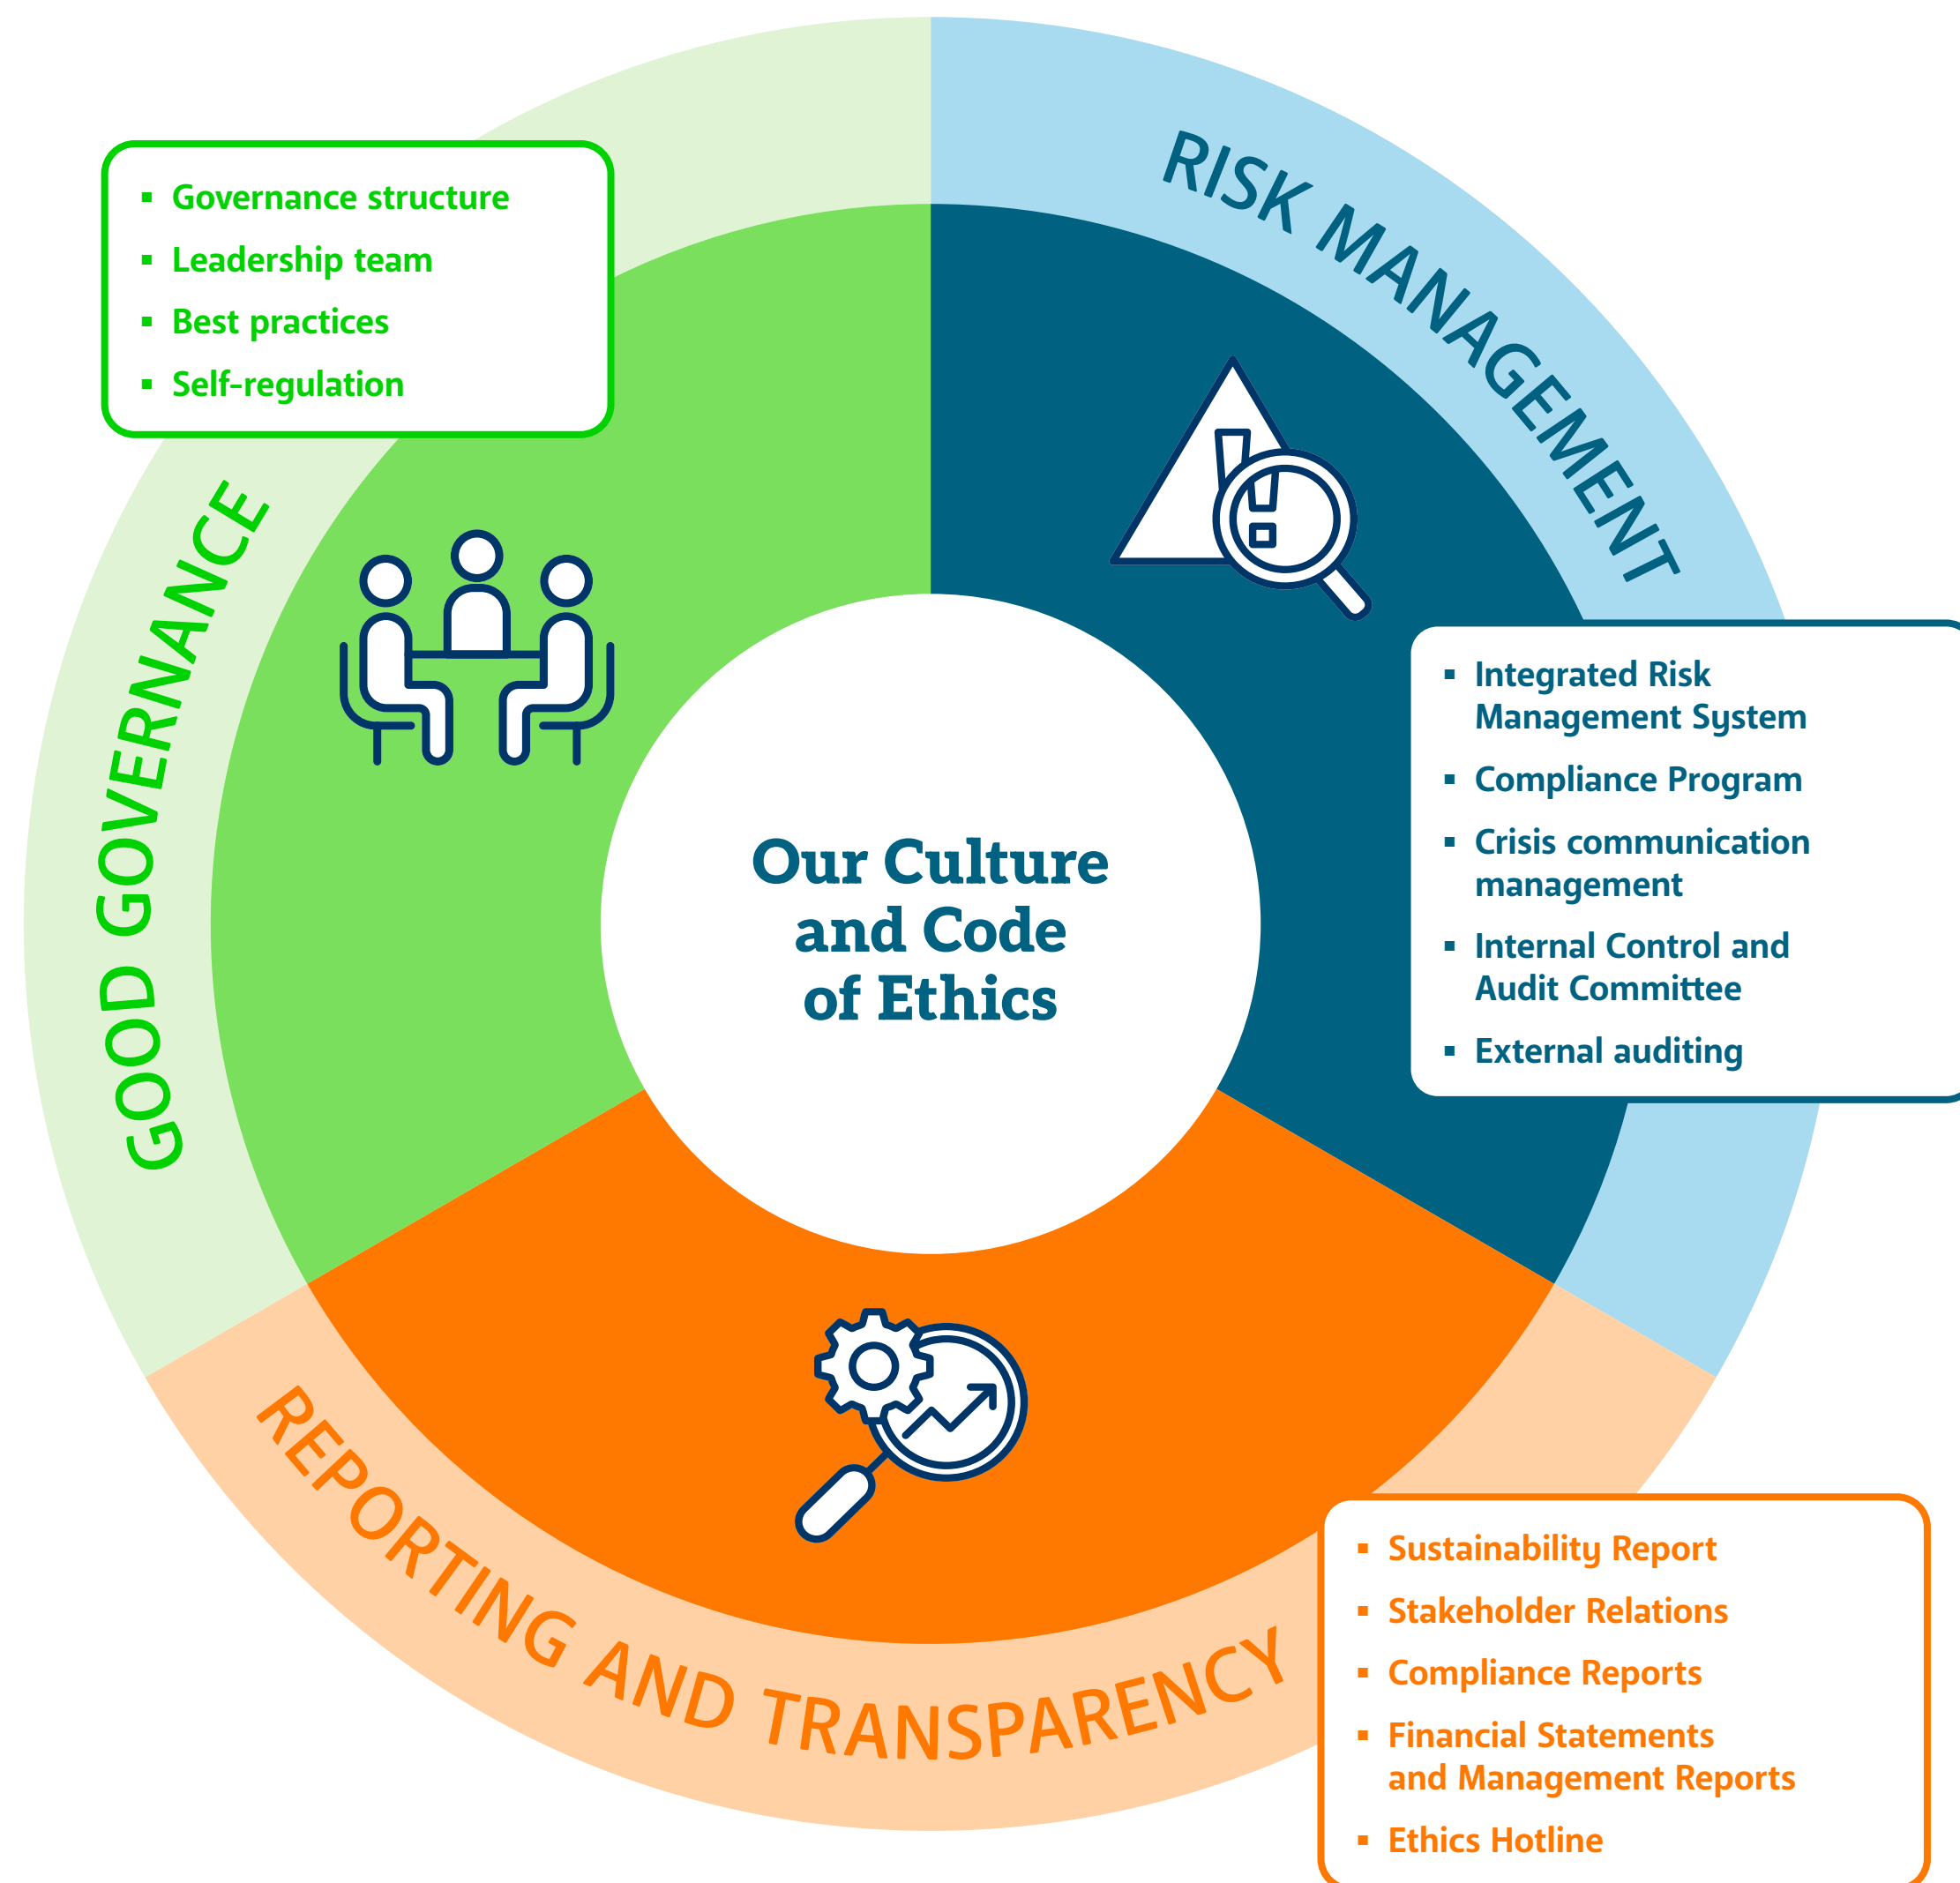 RISK MANAGEMENT
▪ Governance structure
▪ Leadership team
▪ Best practices
▪ Self-regulation
GOOD GOVERNANCE
▪ Integrated Risk
Management System
▪ Compliance Program
▪ Crisis communication
management
▪ Internal Control and
Audit Committee
▪ External auditing
Our Culture
and Code
of Ethics
REPORTING AND TRANSPARENCY
▪ Sustainability Report
▪ Stakeholder Relations
▪ Compliance Reports
▪ Financial Statements
and Management Reports
▪ Ethics Hotline